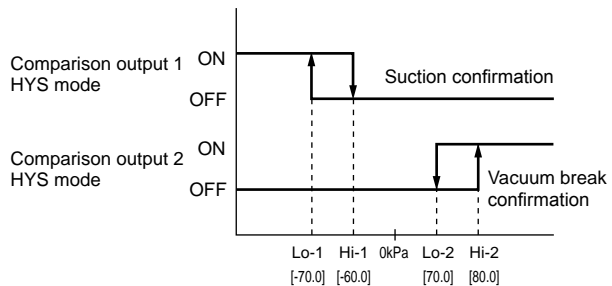 Comparison output 1
HYS mode
ON
OFF
Suction confirmation
Comparison output 2
HYS mode
ON
OFF
Vacuum break
confirmation
Lo-1 Hi-1 0kPa Lo-2 Hi-2
[-70.0] [-60.0] [70.0] [80.0]